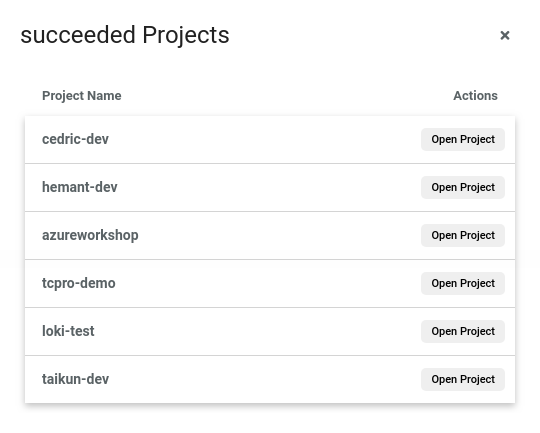 succeeded Projects ×
Project Name Actions
cedric-dev Open Project
hemant-dev Open Project
azureworkshop Open Project
tcpro-demo Open Project
loki-test Open Project
taikun-dev Open Project